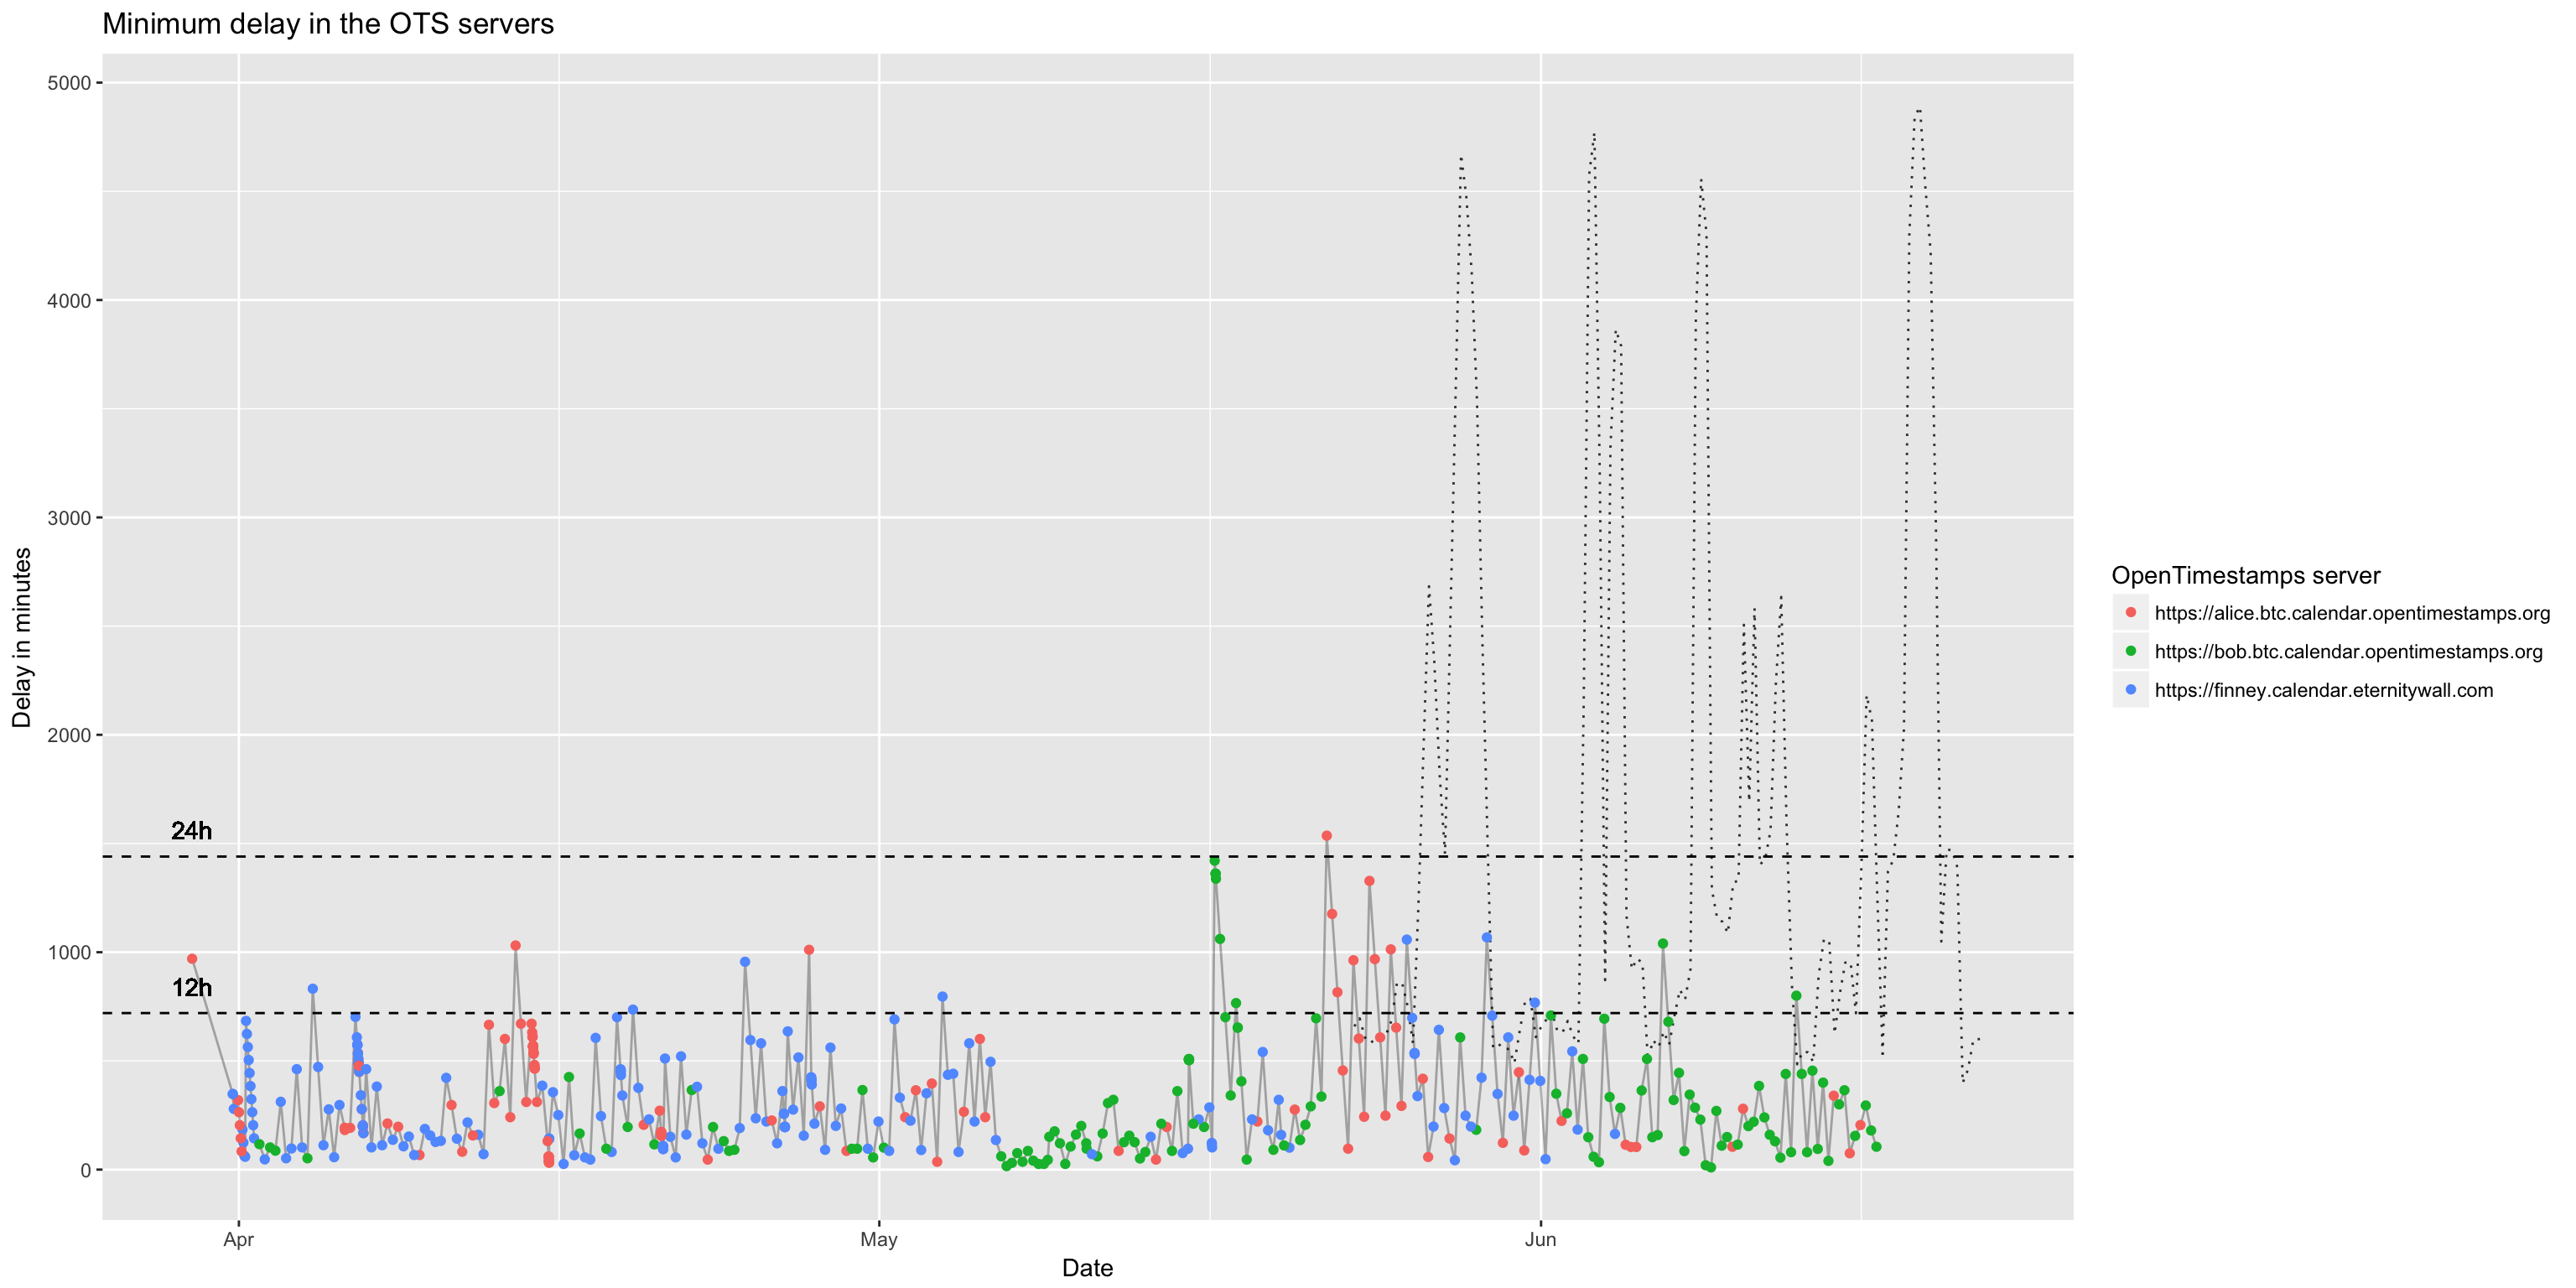 Minimum delay in the OTS servers
5000
4000
3000
2000
1000
0
Delay in minutes
24h
12h
Apr
May
Jun
Date
OpenTimestamps server
https://alice.btc.calendar.opentimestamps.org
https://bob.btc.calendar.opentimestamps.org
https://finney.calendar.eternitywall.com